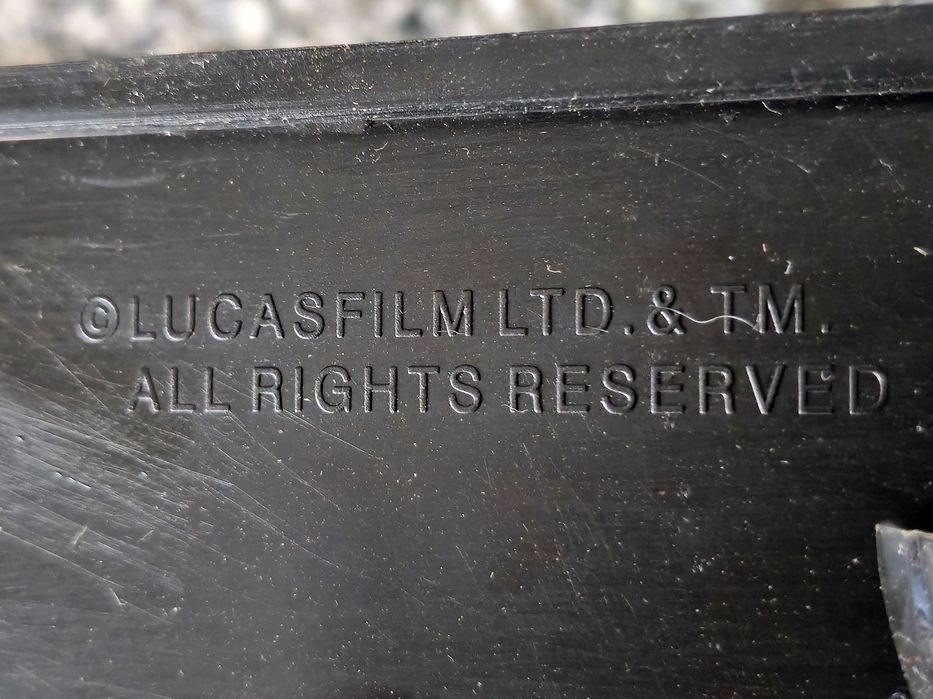 ©LUCASFILM LTD. & TM.
ALL RIGHTS RESERVED